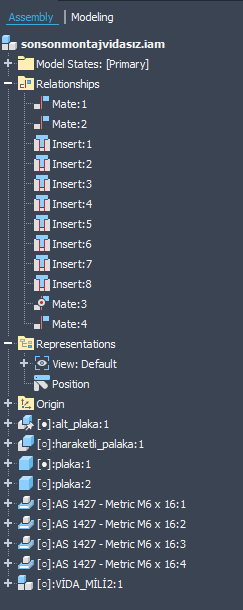 Assembly Modeling
sonsonmontajvidasız.iam
Model States: [Primary]
Relationships
Mate:1
Mate:2
Insert:1
Insert:2
Insert:3
Insert:4
Insert:5
Insert:6
Insert:7
Insert:8
Mate:3
Mate:4
Representations
View: Default
Position
Origin
[●]:alt_plaka:1
[○]:haraketli_palaka:1
[●]:plaka:1
[○]:plaka:2
[○]:AS 1427 - Metric M6 x 16:1
[○]:AS 1427 - Metric M6 x 16:2
[○]:AS 1427 - Metric M6 x 16:3
[○]:AS 1427 - Metric M6 x 16:4
[○]:VİDA_MİLİ2:1